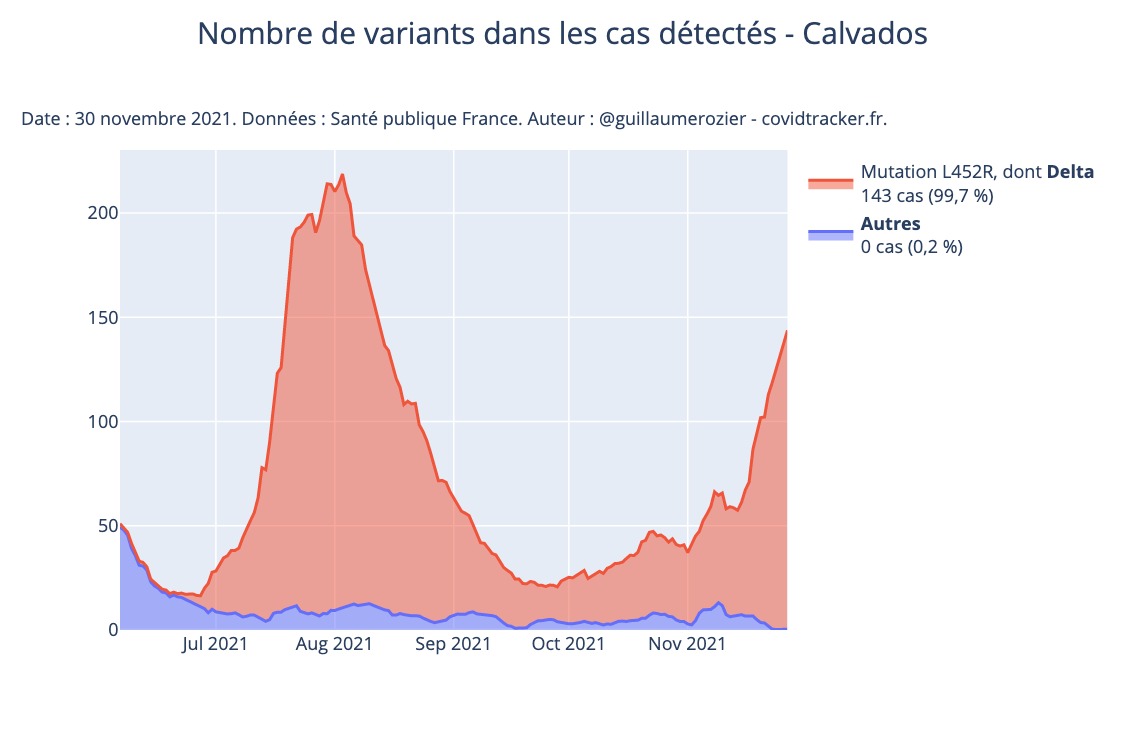 Nombre de variants dans les cas détectés - Calvados
Date : 30 novembre 2021. Données : Santé publique France. Auteur : @guillaumerozier - covidtracker.fr.
Mutation L452R, dont Delta
143 cas (99,7 %)
Autres
0 cas (0,2 %)
200
150
100
50
0
Jul 2021
Aug 2021
Sep 2021
Oct 2021
Nov 2021